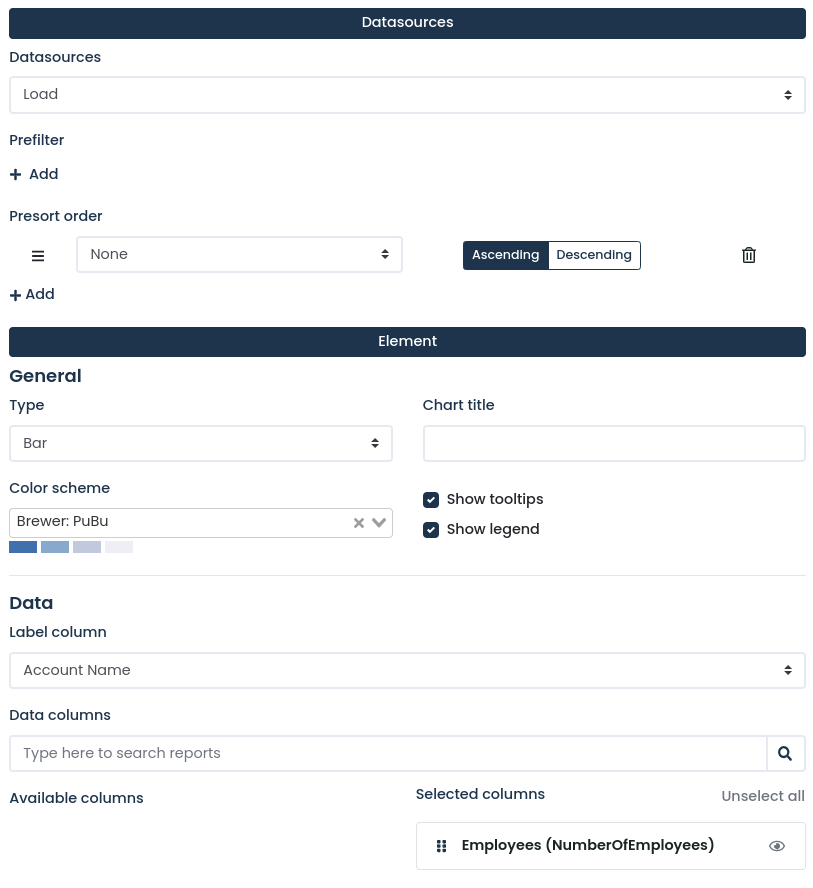 Datasources
Datasources
Load
Prefilter
Add
Presort order
None
Ascending Descending
Add
Element
General
Type
Chart title
Bar
Color scheme
Show tooltips
Brewer: PuBu
Show legend
Data
Label column
Account Name
Data columns
Type here to search reports
Available columns
Selected columns
Unselect all
Employees (NumberOfEmployees)